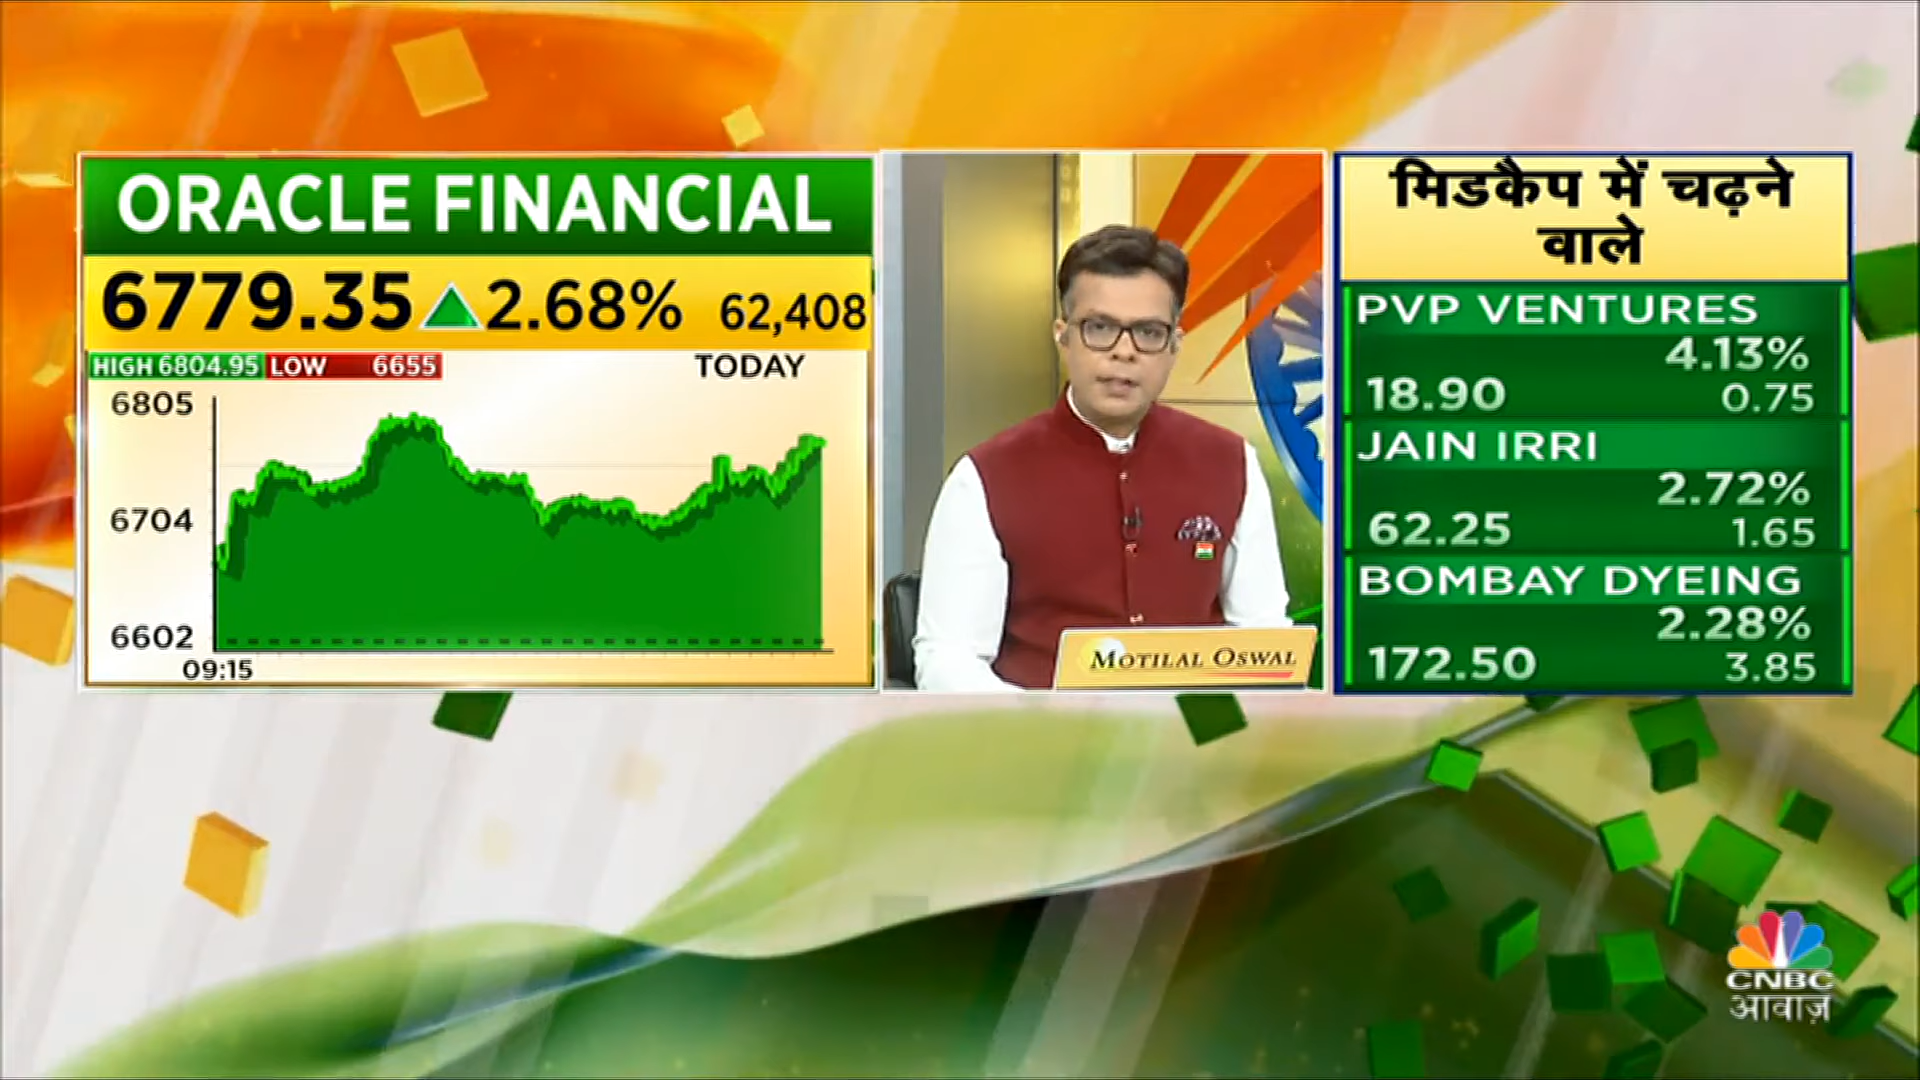 ORACLE FINANCIAL
6779.35 2.68% 62,408
HIGH 6804.95 LOW 6655 TODAY
6805
6704
6602
09:15
MOTILAL OSWAL
मिडकैप में चढ़ने
वाले
PVP VENTURES
4.13%
18.90 0.75
JAIN IRRI
2.72%
62.25 1.65
BOMBAY DYEING
2.28%
172.50 3.85
CNBC
आवाज़